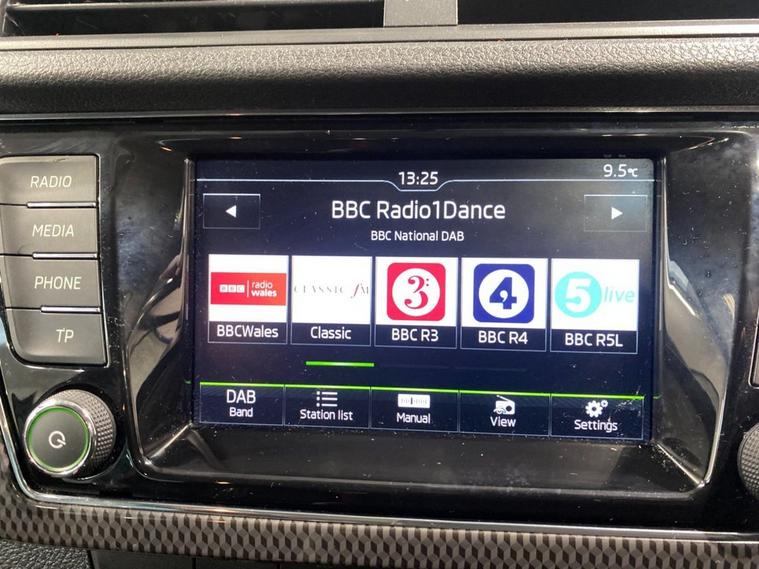 RADIO
MEDIA
PHONE
TP
13:25
9.5°C
BBC Radio1Dance
BBC National DAB
BBC radio wales
CLASSIC fM
3
4
5 live
BBCWales
Classic
BBC R3
BBC R4
BBC R5L
DAB
Band
Station list
Manual
View
Settings